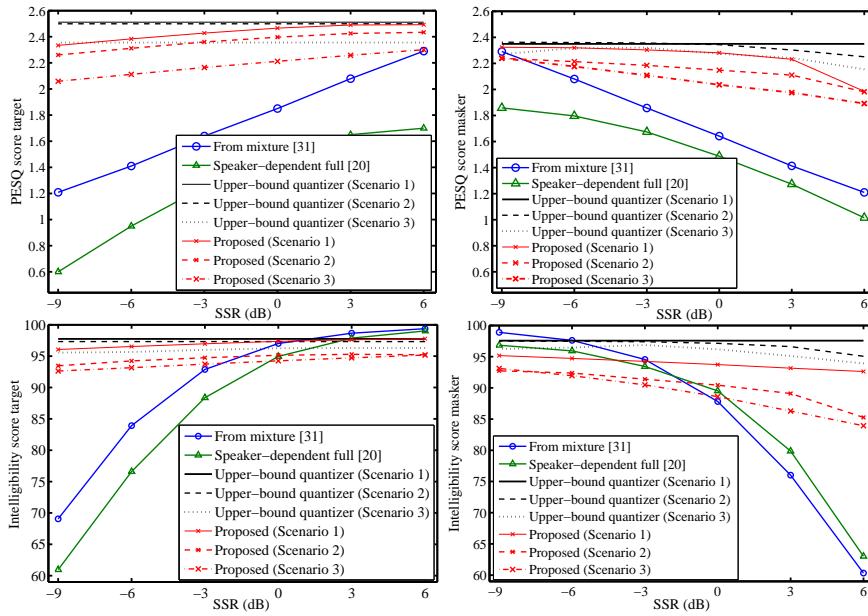 PESQ score target
2.6
2.4
2.2
2
1.8
1.6
1.4
1.2
1
0.8
0.6
From mixture [31]
Speaker−dependent full [20]
Upper−bound quantizer (Scenario 1)
Upper−bound quantizer (Scenario 2)
Upper−bound quantizer (Scenario 3)
Proposed (Scenario 1)
Proposed (Scenario 2)
Proposed (Scenario 3)
−9 −6 −3 0 3 6
SSR (dB)
PESQ score masker
2.6
2.4
2.2
2
1.8
1.6
1.4
1.2
1
0.8
0.6
From mixture [31]
Speaker−dependent full [20]
Upper−bound quantizer (Scenario 1)
Upper−bound quantizer (Scenario 2)
Upper−bound quantizer (Scenario 3)
Proposed (Scenario 1)
Proposed (Scenario 2)
Proposed (Scenario 3)
−9 −6 −3 0 3 6
SSR (dB)
Intelligibility score target
100
95
90
85
80
75
70
65
60
From mixture [31]
Speaker−dependent full [20]
Upper−bound quantizer (Scenario 1)
Upper−bound quantizer (Scenario 2)
Upper−bound quantizer (Scenario 3)
Proposed (Scenario 1)
Proposed (Scenario 2)
Proposed (Scenario 3)
−9 −6 −3 0 3 6
SSR (dB)
Intelligibility score masker
100
95
90
85
80
75
70
65
60
From mixture [31]
Speaker−dependent full [20]
Upper−bound quantizer (Scenario 1)
Upper−bound quantizer (Scenario 2)
Upper−bound quantizer (Scenario 3)
Proposed (Scenario 1)
Proposed (Scenario 2)
Proposed (Scenario 3)
−9 −6 −3 0 3 6
SSR (dB)